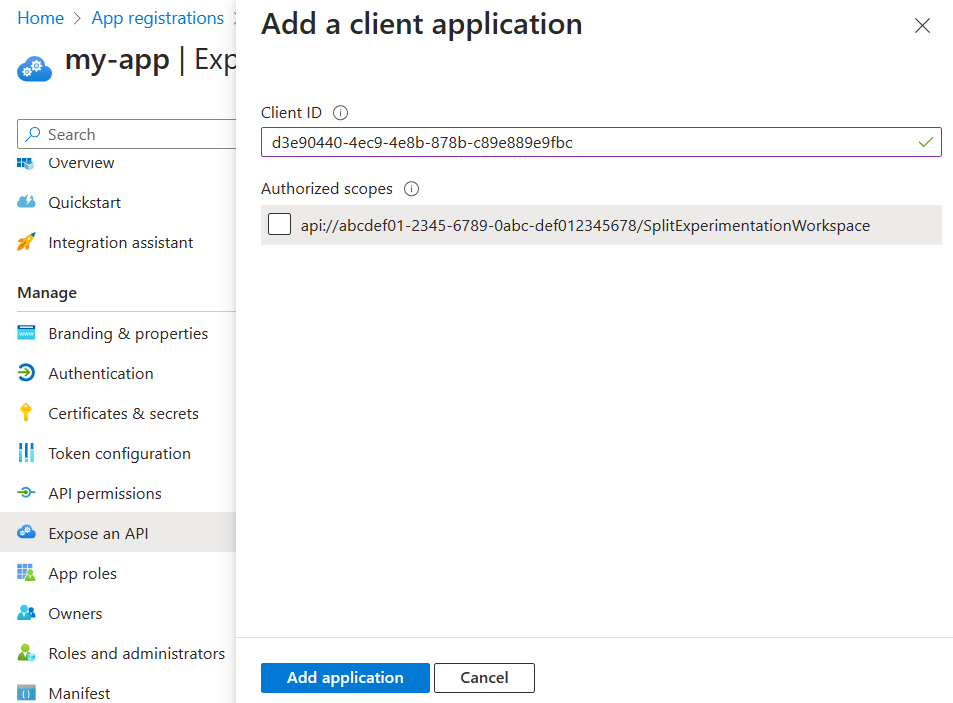 Home > App registrations >
my-app | Exp
Search
Overview
Quickstart
Integration assistant
Manage
Branding & properties
Authentication
Certificates & secrets
Token configuration
API permissions
Expose an API
App roles
Owners
Roles and administrators
Manifest
Add a client application
Client ID
d3e90440-4ec9-4e8b-878b-c89e889e9fbc
Authorized scopes
api://abcdef01-2345-6789-0abc-def012345678/SplitExperimentationWorkspace
Add application
Cancel